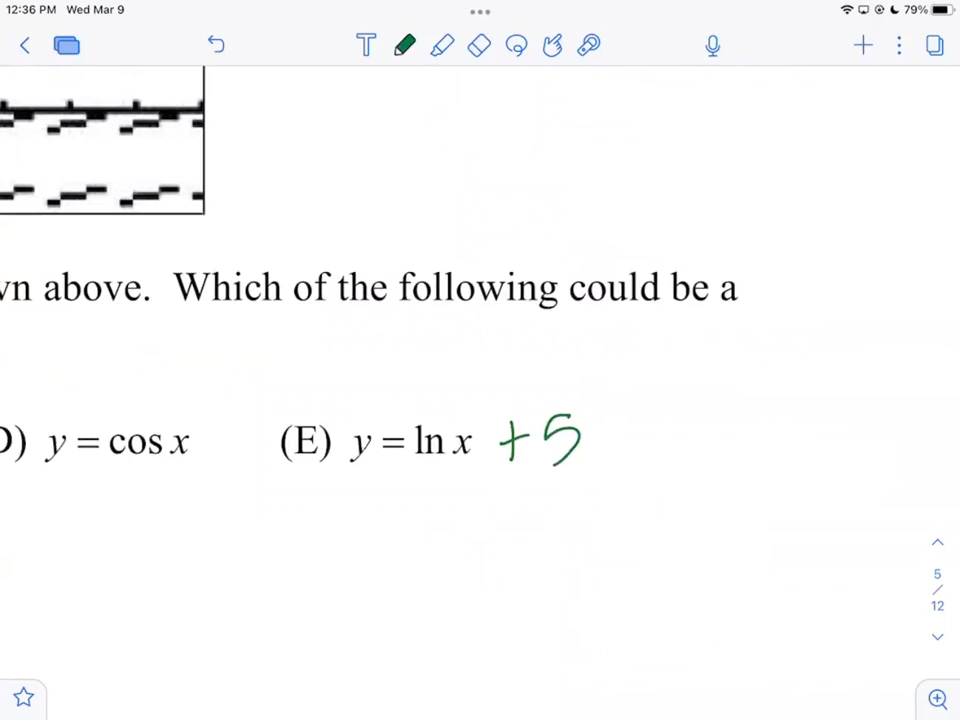 12:36 PM Wed Mar 9
79%
T
vn above. Which of the following could be a
D) y = cos x (E) y = ln x + 5
5
/
12